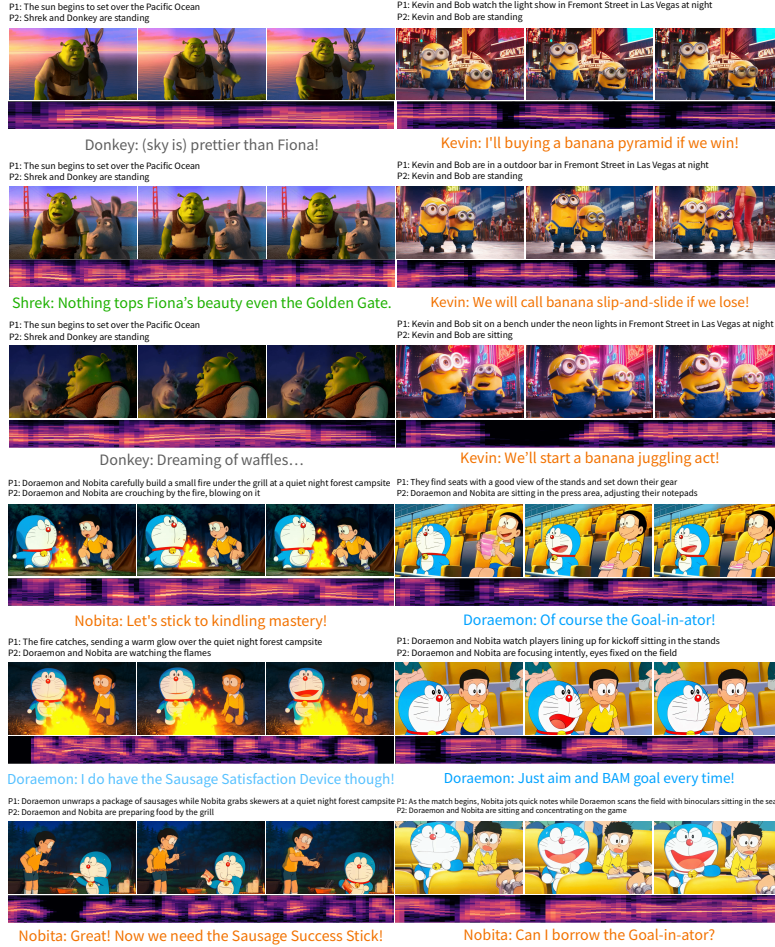 P1: The sun begins to set over the Pacific Ocean
P2: Shrek and Donkey are standing
Donkey: (sky is) prettier than Fiona!
P1: Kevin and Bob watch the light show in Fremont Street in Las Vegas at night
P2: Kevin and Bob are standing
Kevin: I'll buying a banana pyramid if we win!
P1: The sun begins to set over the Pacific Ocean
P2: Shrek and Donkey are standing
Shrek: Nothing tops Fiona's beauty even the Golden Gate.
P1: Kevin and Bob are in a outdoor bar in Fremont Street in Las Vegas at night
P2: Kevin and Bob are standing
Kevin: We will call banana slip-and-slide if we lose!
P1: The sun begins to set over the Pacific Ocean
P2: Shrek and Donkey are standing
Donkey: Dreaming of waffles…
P1: Kevin and Bob sit on a bench under the neon lights in Fremont Street in Las Vegas at night
P2: Kevin and Bob are sitting
Kevin: We'll start a banana juggling act!
P1: Doraemon and Nobita carefully build a small fire under the grill at a quiet night forest campsite
P2: Doraemon and Nobita are crouching by the fire, blowing on it
Nobita: Let's stick to kindling mastery!
P1: They find seats with a good view of the stands and set down their gear
P2: Doraemon and Nobita are sitting in the press area, adjusting their notepads
Doraemon: Of course the Goal-in-ator!
P1: The fire catches, sending a warm glow over the quiet night forest campsite
P2: Doraemon and Nobita are watching the flames
Doraemon: I do have the Sausage Satisfaction Device though!
P1: Doraemon and Nobita watch players lining up for kickoff sitting in the stands
P2: Doraemon and Nobita are focusing intently, eyes fixed on the field
Doraemon: Just aim and BAM goal every time!
P1: Doraemon unwraps a package of sausages while Nobita grabs skewers at a quiet night forest campsite
P2: Doraemon and Nobita are preparing food by the grill
Nobita: Great! Now we need the Sausage Success Stick!
P1: As the match begins, Nobita jots quick notes while Doraemon scans the field with binoculars sitting in the
P2: Doraemon and Nobita are sitting and concentrating on the game
Nobita: Can I borrow the Goal-in-ator?